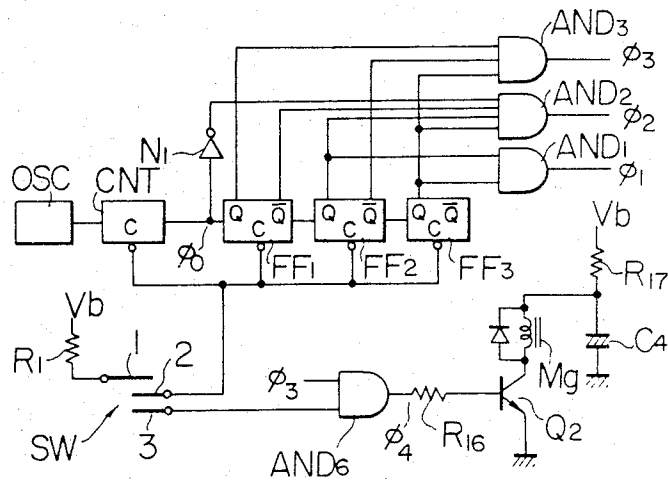 AND3
φ3
AND2
φ2
AND1
φ1
N1
OSC
CNT
C
φ0
Q C Q̅
FF1
Q C Q̅
FF2
Q C Q̅
FF3
Vb
R17
C4
Mg
Vb
R1
1
2
3
SW
φ3
AND6
φ4
R16
Q2